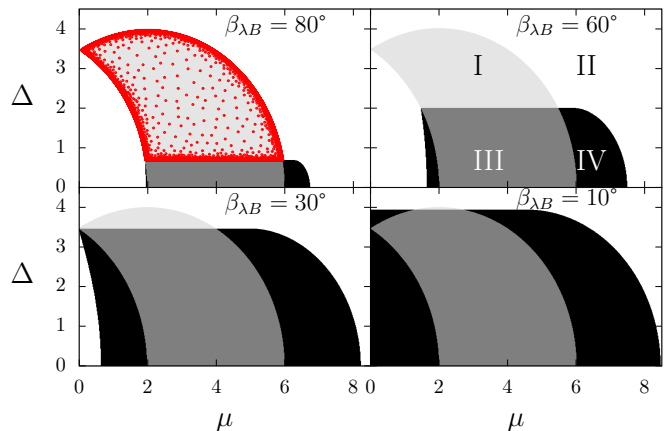 β_λB = 80°
β_λB = 60°
4
3
2
1
0
Δ
I
II
III
IV
β_λB = 30°
β_λB = 10°
4
3
2
1
0
Δ
0 2 4 6 8 0 2 4 6 8
μ μ